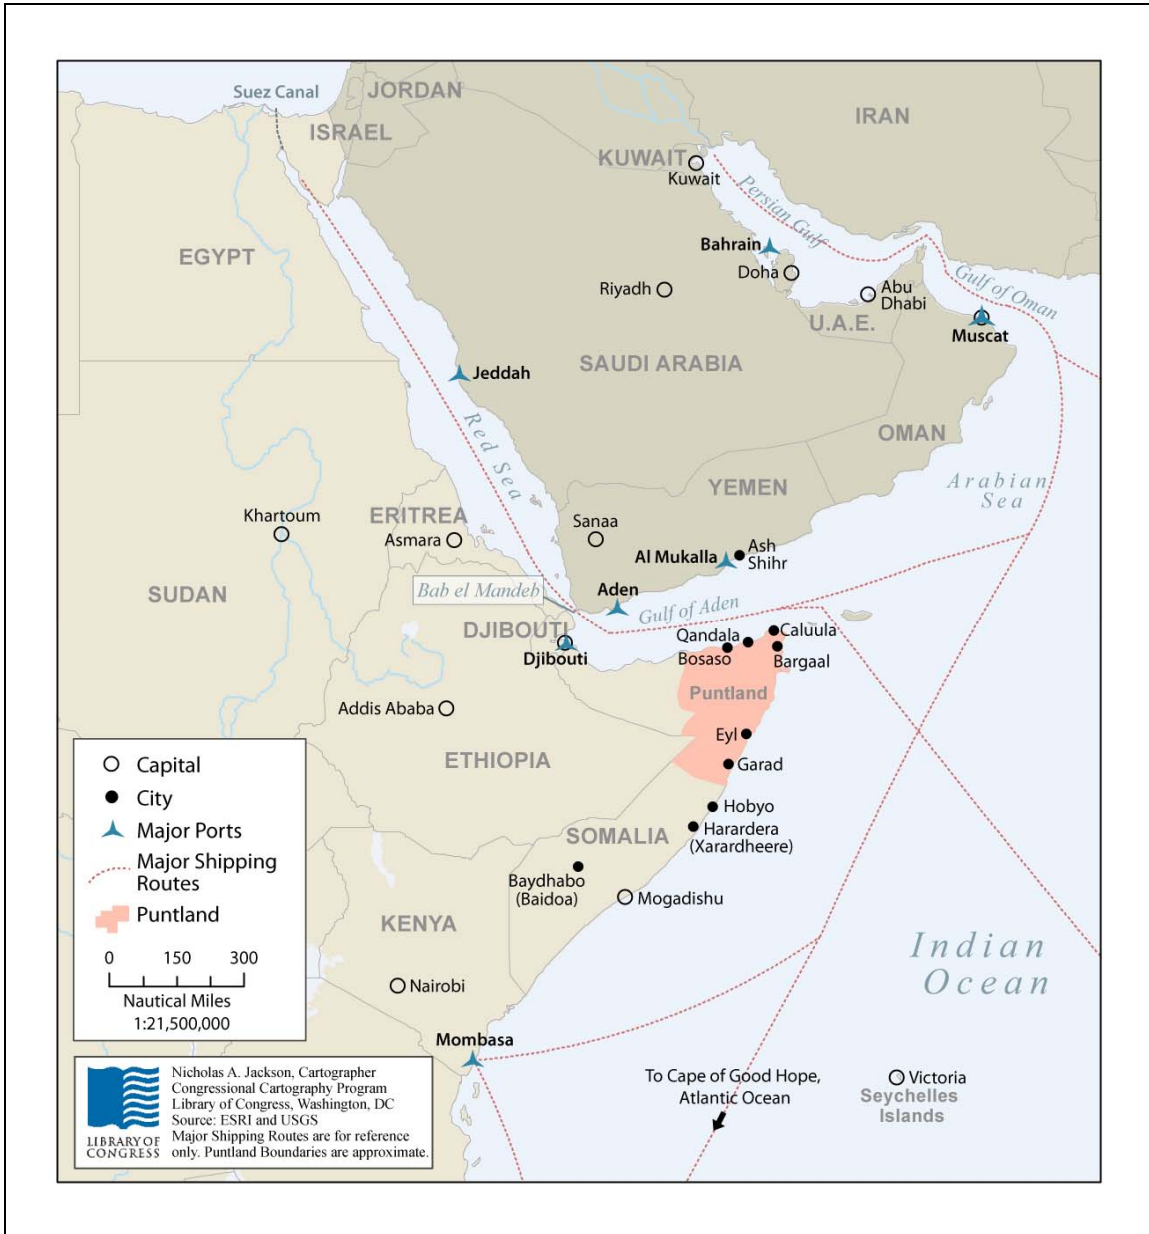 Suez Canal
JORDAN
ISRAEL
IRAN
KUWAIT
Kuwait
Persian Gulf
EGYPT
Bahrain
Doha
Riyadh
Abu
Dhabi
Gulf of Oman
U.A.E.
Muscat
SAUDI ARABIA
Jeddah
Red Sea
OMAN
Arabian
Sea
YEMEN
Khartoum
ERITREA
Asmara
Sanaa
Al Mukalla
Ash
Shihr
SUDAN
Bab el Mandeb
Aden
Gulf of Aden
DJIBOUTI
Djibouti
Qandala
Caluula
Bosaso
Bargaal
Puntland
Addis Ababa
Eyl
ETHIOPIA
Garad
Hobyo
SOMALIA
Harardera
(Xarardheere)
Baydhabo
(Baidoa)
Mogadishu
KENYA
Indian
Ocean
Nairobi
Mombasa
To Cape of Good Hope,
Atlantic Ocean
Victoria
Seychelles
Islands
Capital
City
Major Ports
Major Shipping
Routes
Puntland
0 150 300
Nautical Miles
1:21,500,000
LIBRARY OF
CONGRESS
Nicholas A. Jackson, Cartographer
Congressional Cartography Program
Library of Congress, Washington, DC
Source: ESRI and USGS
Major Shipping Routes are for reference
only. Puntland Boundaries are approximate.